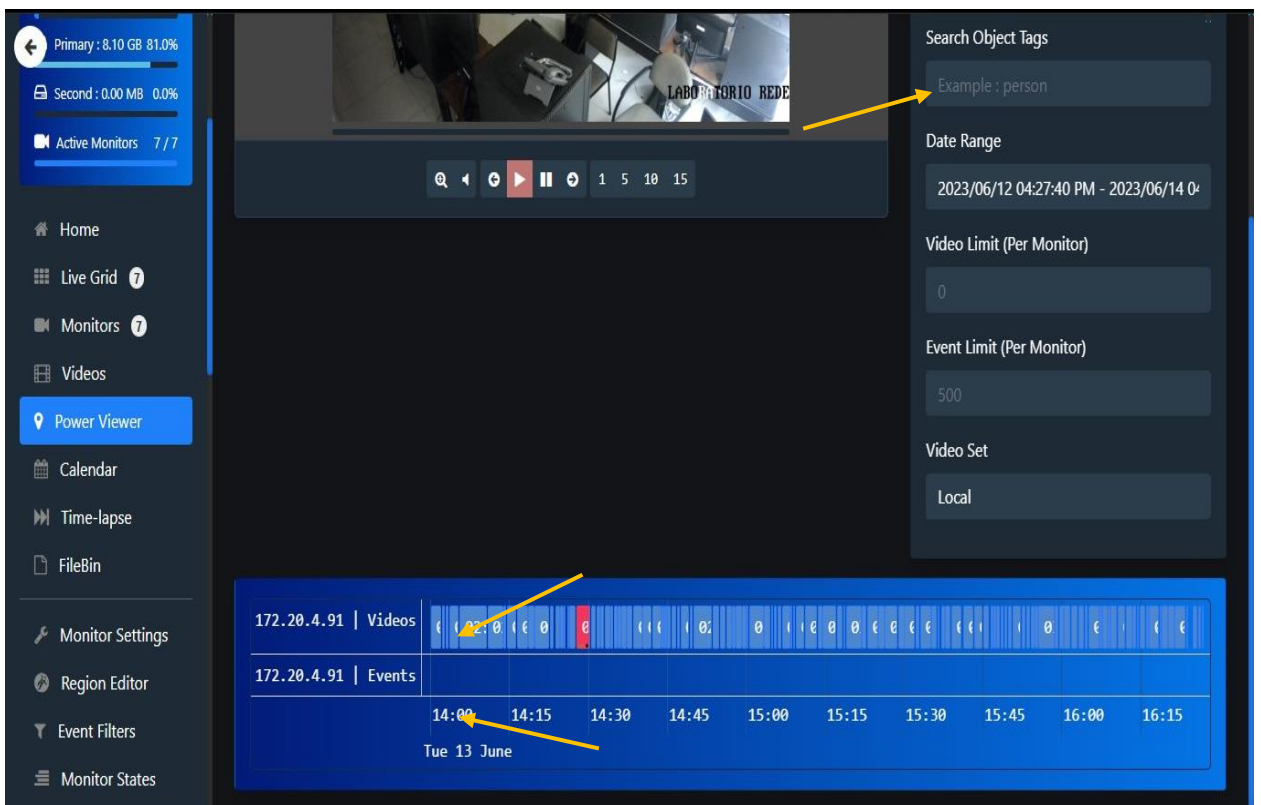 Primary : 8.10 GB 81.0%
Second : 0.00 MB 0.0%
Active Monitors 7 / 7
Home
Live Grid 7
Monitors 7
Videos
Power Viewer
Calendar
Time-lapse
FileBin
Monitor Settings
Region Editor
Event Filters
Monitor States
LABORATORIO REDE
1 5 10 15
Search Object Tags
Example : person
Date Range
2023/06/12 04:27:40 PM - 2023/06/14 04
Video Limit (Per Monitor)
0
Event Limit (Per Monitor)
500
Video Set
Local
172.20.4.91 | Videos
172.20.4.91 | Events
14:00 14:15 14:30 14:45 15:00 15:15 15:30 15:45 16:00 16:15
Tue 13 June